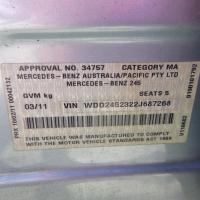 APPROVAL NO. 34757 CATEGORY MA
MERCEDES-BENZ AUSTRALIA/PACIFIC PTY LTD
MERCEDES-BENZ 245
GVM kg SEATS 5
03/11 VIN WDD2452322J687268
THIS VEHICLE WAS MANUFACTURED TO COMPLY WITH
THE MOTOR VEHICLE STANDARDS ACT 1989